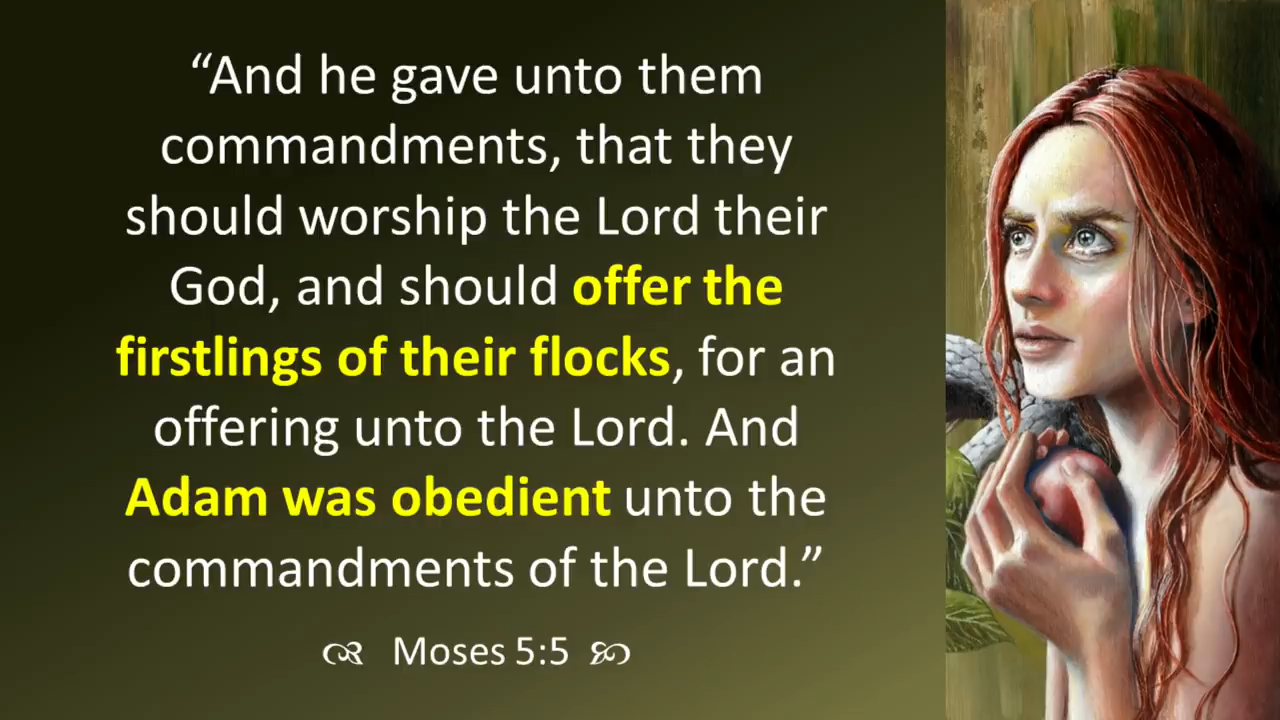 “And he gave unto them
commandments, that they
should worship the Lord their
God, and should offer the
firstlings of their flocks, for an
offering unto the Lord. And
Adam was obedient unto the
commandments of the Lord.”
Moses 5:5